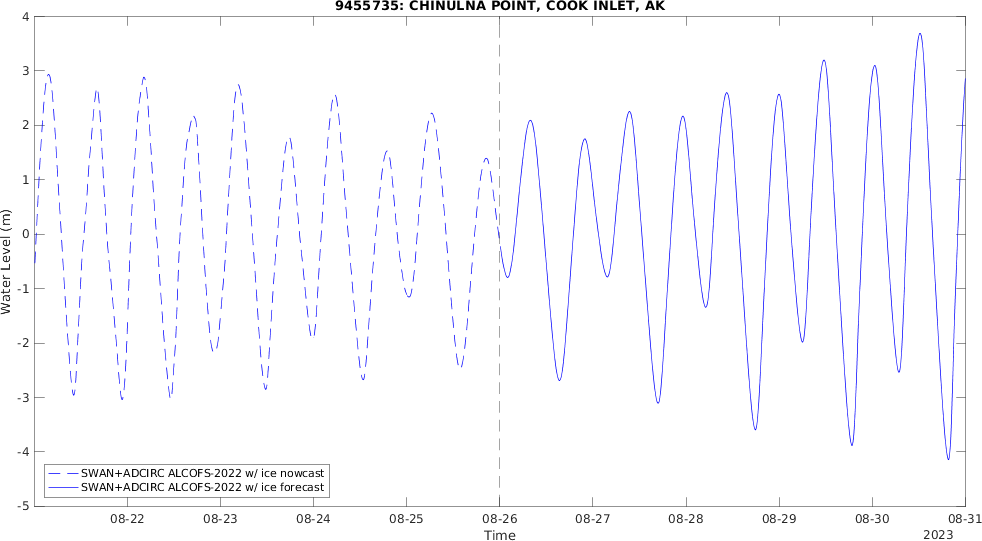 9455735: CHINULNA POINT, COOK INLET, AK
4
3
2
1
0
-1
-2
-3
-4
-5
Water Level (m)
SWAN+ADCIRC ALCOFS-2022 w/ ice nowcast
SWAN+ADCIRC ALCOFS-2022 w/ ice forecast
08-22 08-23 08-24 08-25 08-26 08-27 08-28 08-29 08-30 08-31
Time
2023